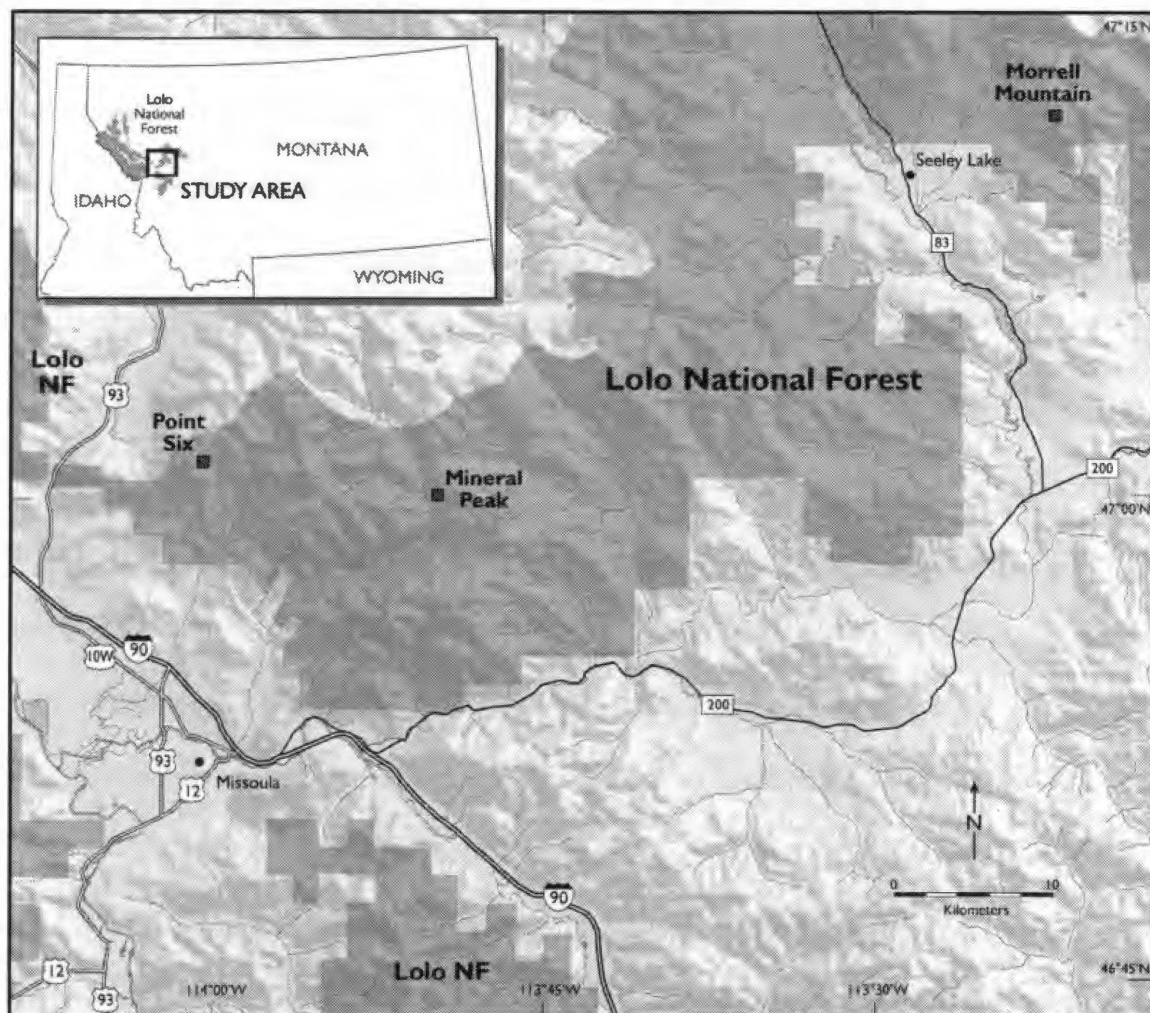 47°15'N
Morrell
Mountain
Lolo
National
Forest
MONTANA
STUDY AREA
IDAHO
WYOMING
Seeley Lake
83
Lolo
NF
93
Lolo National Forest
Point
Six
Mineral
Peak
200
47°00'N
90
10W
200
93
Missoula
12
N
0
10
Kilometers
90
Lolo NF
12
93
114°00'W
113°45'W
113°30'W
46°45'N